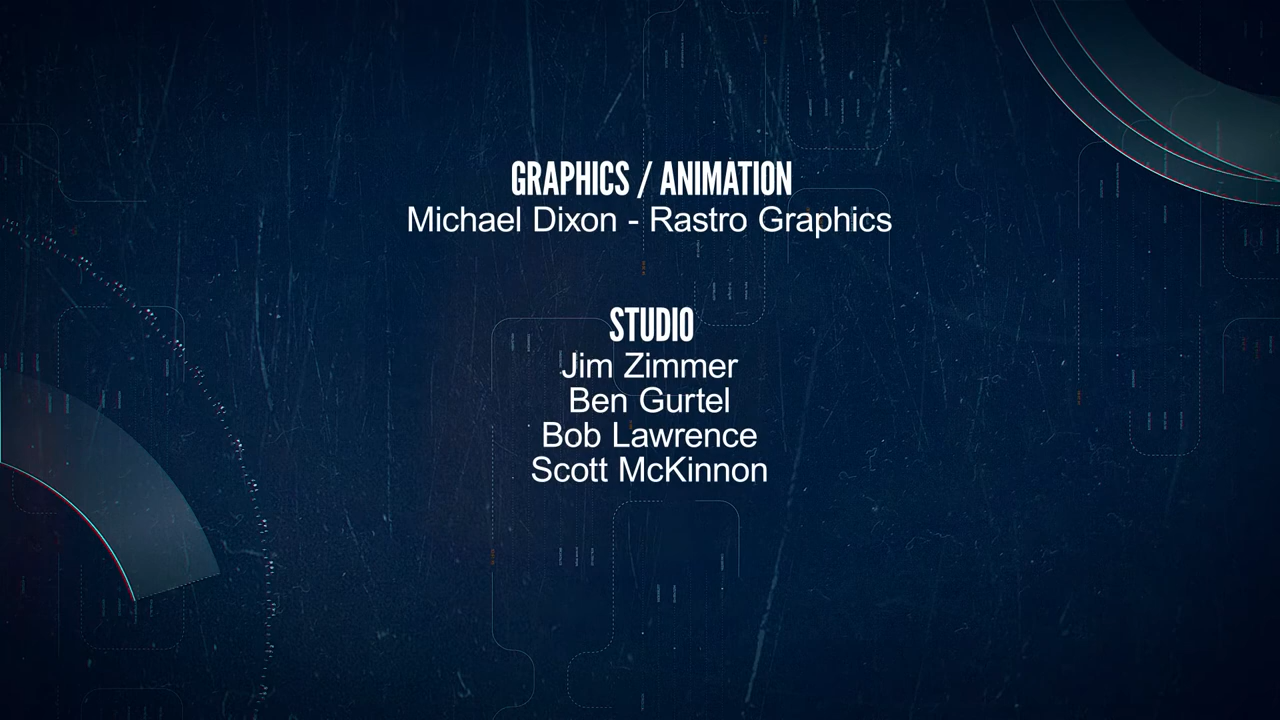 GRAPHICS / ANIMATION
Michael Dixon - Rastro Graphics
STUDIO
Jim Zimmer
Ben Gurtel
Bob Lawrence
Scott McKinnon